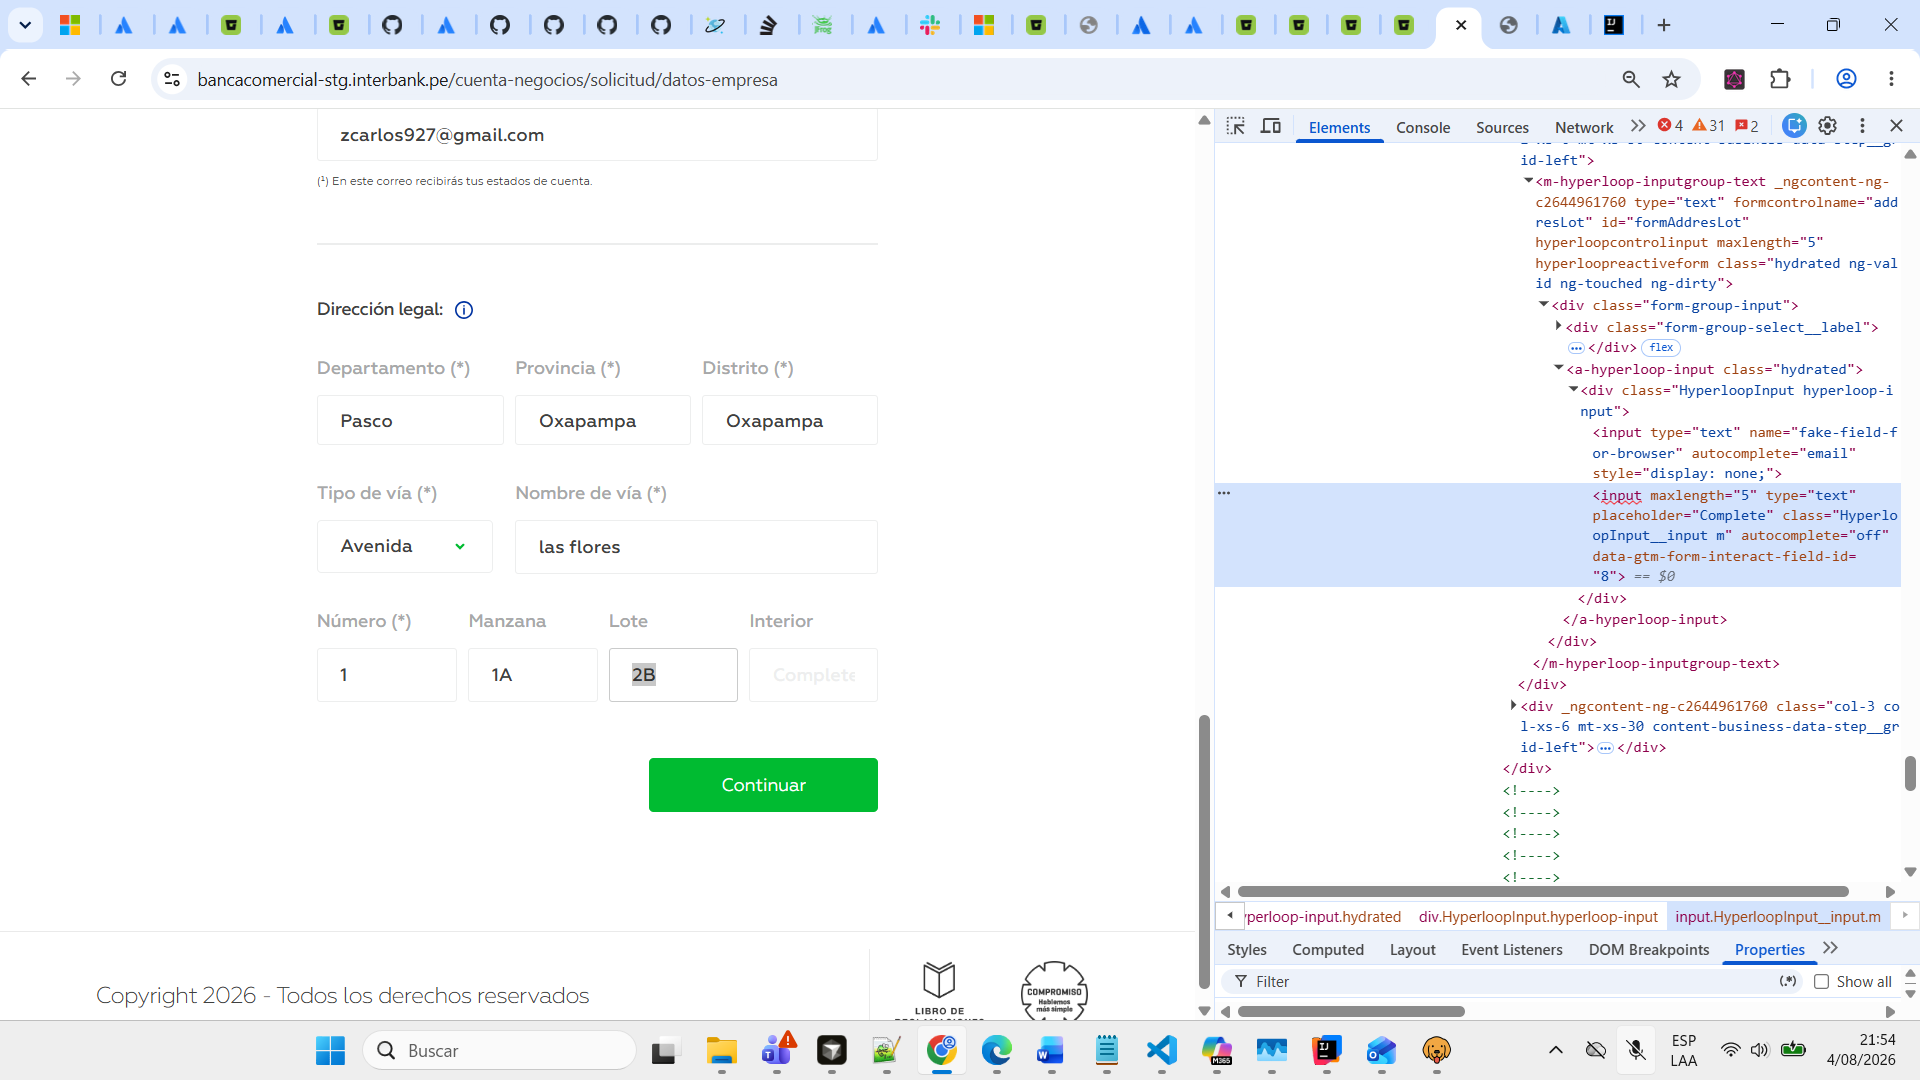 bancacomercial-stg.interbank.pe/cuenta-negocios/solicitud/datos-empresa
zcarlos927@gmail.com
(¹) En este correo recibirás tus estados de cuenta.
Dirección legal:
Departamento (*) Provincia (*) Distrito (*)
Pasco Oxapampa Oxapampa
Tipo de vía (*) Nombre de vía (*)
Avenida las flores
Número (*) Manzana Lote Interior
1 1A 2B Complete
Continuar
Copyright 2026 - Todos los derechos reservados
LIBRO DE
COMPROMISO
Hablemos
más simple
Elements Console Sources Network 4 31 2
id-left">
<m-hyperloop-inputgroup-text _ngcontent-ng-
c2644961760 type="text" formcontrolname="add
resLot" id="formAddresLot"
hyperloopcontrolinput maxlength="5"
hyperloopreactiveform class="hydrated ng-val
id ng-touched ng-dirty">
<div class="form-group-input">
<div class="form-group-select__label">
… </div> flex
<a-hyperloop-input class="hydrated">
<div class="HyperloopInput hyperloop-i
nput">
<input type="text" name="fake-field-f
or-browser" autocomplete="email"
style="display: none;">
<input maxlength="5" type="text"
placeholder="Complete" class="Hyperlo
opInput__input m" autocomplete="off"
data-gtm-form-interact-field-id=
"8"> == $0
</div>
</a-hyperloop-input>
</div>
</m-hyperloop-inputgroup-text>
</div>
<div _ngcontent-ng-c2644961760 class="col-3 co
l-xs-6 mt-xs-30 content-business-data-step__gr
id-left"> … </div>
</div>
<!---->
<!---->
<!---->
<!---->
<!---->
yperloop-input.hydrated div.HyperloopInput.hyperloop-input input.HyperloopInput__input.m
Styles Computed Layout Event Listeners DOM Breakpoints Properties
Filter (.*) Show all
Buscar
ESP
LAA
21:54
4/08/2026